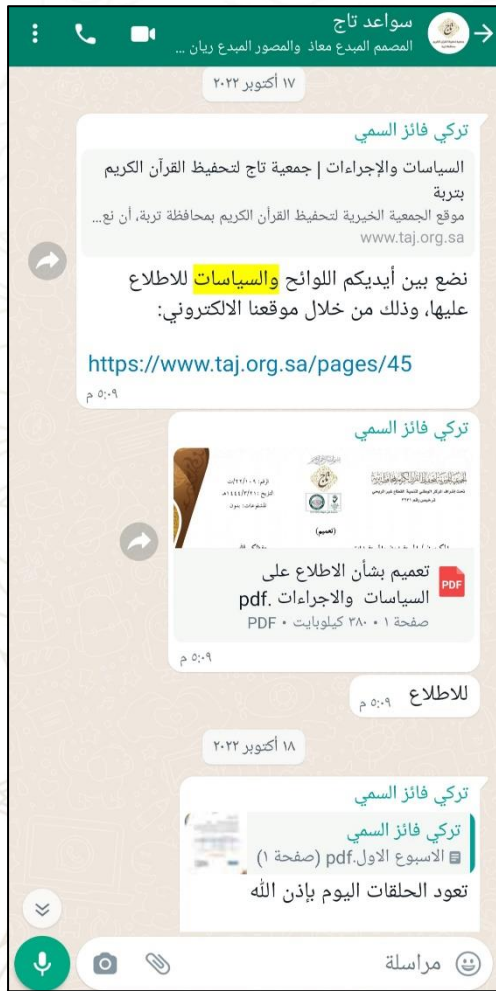 سواعد تاج
المصمم المبدع معاذ والمصور المبدع ريان ...
١٧ أكتوبر ٢٠٢٢
تركي فائز السمي
السياسات والإجراءات | جمعية تاج لتحفيظ القرآن الكريم
بتربة
موقع الجمعية الخيرية لتحفيظ القرآن الكريم بمحافظة تربة، أن نع...
www.taj.org.sa
نضع بين أيديكم اللوائح والسياسات للاطلاع
عليها، وذلك من خلال موقعنا الالكتروني:
https://www.taj.org.sa/pages/45
٥:٠٩ م
تركي فائز السمي
تاج
(تعميم)
تعميم بشأن الاطلاع على
السياسات والاجراءات .pdf
PDF
صفحة ١ • ٣٨٠ كيلوبايت • PDF
٥:٠٩ م
للاطلاع
٥:٠٩ م
١٨ أكتوبر ٢٠٢٢
تركي فائز السمي
تركي فائز السمي
الاسبوع الاول.pdf (صفحة ١)
تعود الحلقات اليوم بإذن الله
مراسلة